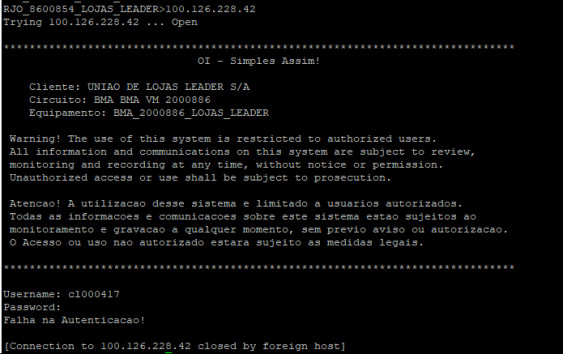 RJO_8600854_LOJAS_LEADER>100.126.228.42
Trying 100.126.228.42 ... Open
*******************************************************************************
OI - Simples Assim!
Cliente: UNIAO DE LOJAS LEADER S/A
Circuito: BMA BMA VM 2000886
Equipamento: BMA_2000886_LOJAS_LEADER
Warning! The use of this system is restricted to authorized users.
All information and communications on this system are subject to review,
monitoring and recording at any time, without notice or permission.
Unauthorized access or use shall be subject to prosecution.
Atencao! A utilizacao desse sistema e limitado a usuarios autorizados.
Todas as informacoes e comunicacoes sobre este sistema estao sujeitos ao
monitoramento e gravacao a qualquer momento, sem previo aviso ou autorizacao.
O Acesso ou uso nao autorizado estara sujeito as medidas legais.
*******************************************************************************
Username: cl000417
Password:
Falha na Autenticacao!
[Connection to 100.126.228.42 closed by foreign host]